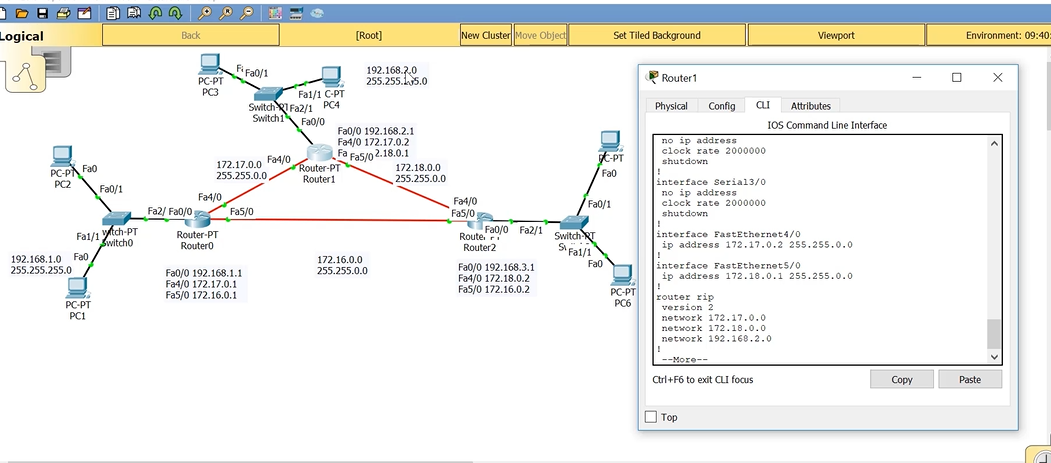 Logical
Back
[Root]
New Cluster
Move Object
Set Tiled Background
Viewport
Environment: 09:40:
PC-PT
PC3
Fa0/1
Fa1/1
C-PT
PC4
Switch1
Fa2/1
Fa0/0
192.168.2.0
Fa0/0 192.168.2.1
Fa4/0 172.17.0.2
Fa
2.18.0.1
Fa4/0
Fa5/0
Router-PT
Router1
172.17.0.0
255.255.0.0
172.18.0.0
255.255.0.0
PC-PT
PC2
Fa0
Fa0/1
Fa2/
Fa0/0
Fa4/0
Fa5/0
Router-PT
Router0
witch-PT
witch0
Fa1/1
Fa0
PC-PT
PC1
192.168.1.0
255.255.255.0
Fa0/0 192.168.1.1
Fa4/0 172.17.0.1
Fa5/0 172.16.0.1
172.16.0.0
255.255.0.0
Fa4/0
Fa5/0
Fa0/0
Router2
Fa2/1
Fa0/0 192.168.3.1
Fa4/0 172.18.0.2
Fa5/0 172.16.0.2
PC-PT
Fa0
Fa0/1
Switch-PT
Fa1/1
Fa0
PC-PT
PC6
Router1
Physical
Config
CLI
Attributes
IOS Command Line Interface
no ip address
clock rate 2000000
shutdown
!
interface Serial3/0
no ip address
clock rate 2000000
shutdown
!
interface FastEthernet4/0
ip address 172.17.0.2 255.255.0.0
!
interface FastEthernet5/0
ip address 172.18.0.1 255.255.0.0
!
router rip
version 2
network 172.17.0.0
network 172.18.0.0
network 192.168.2.0
!
--More--
Ctrl+F6 to exit CLI focus
Copy
Paste
Top